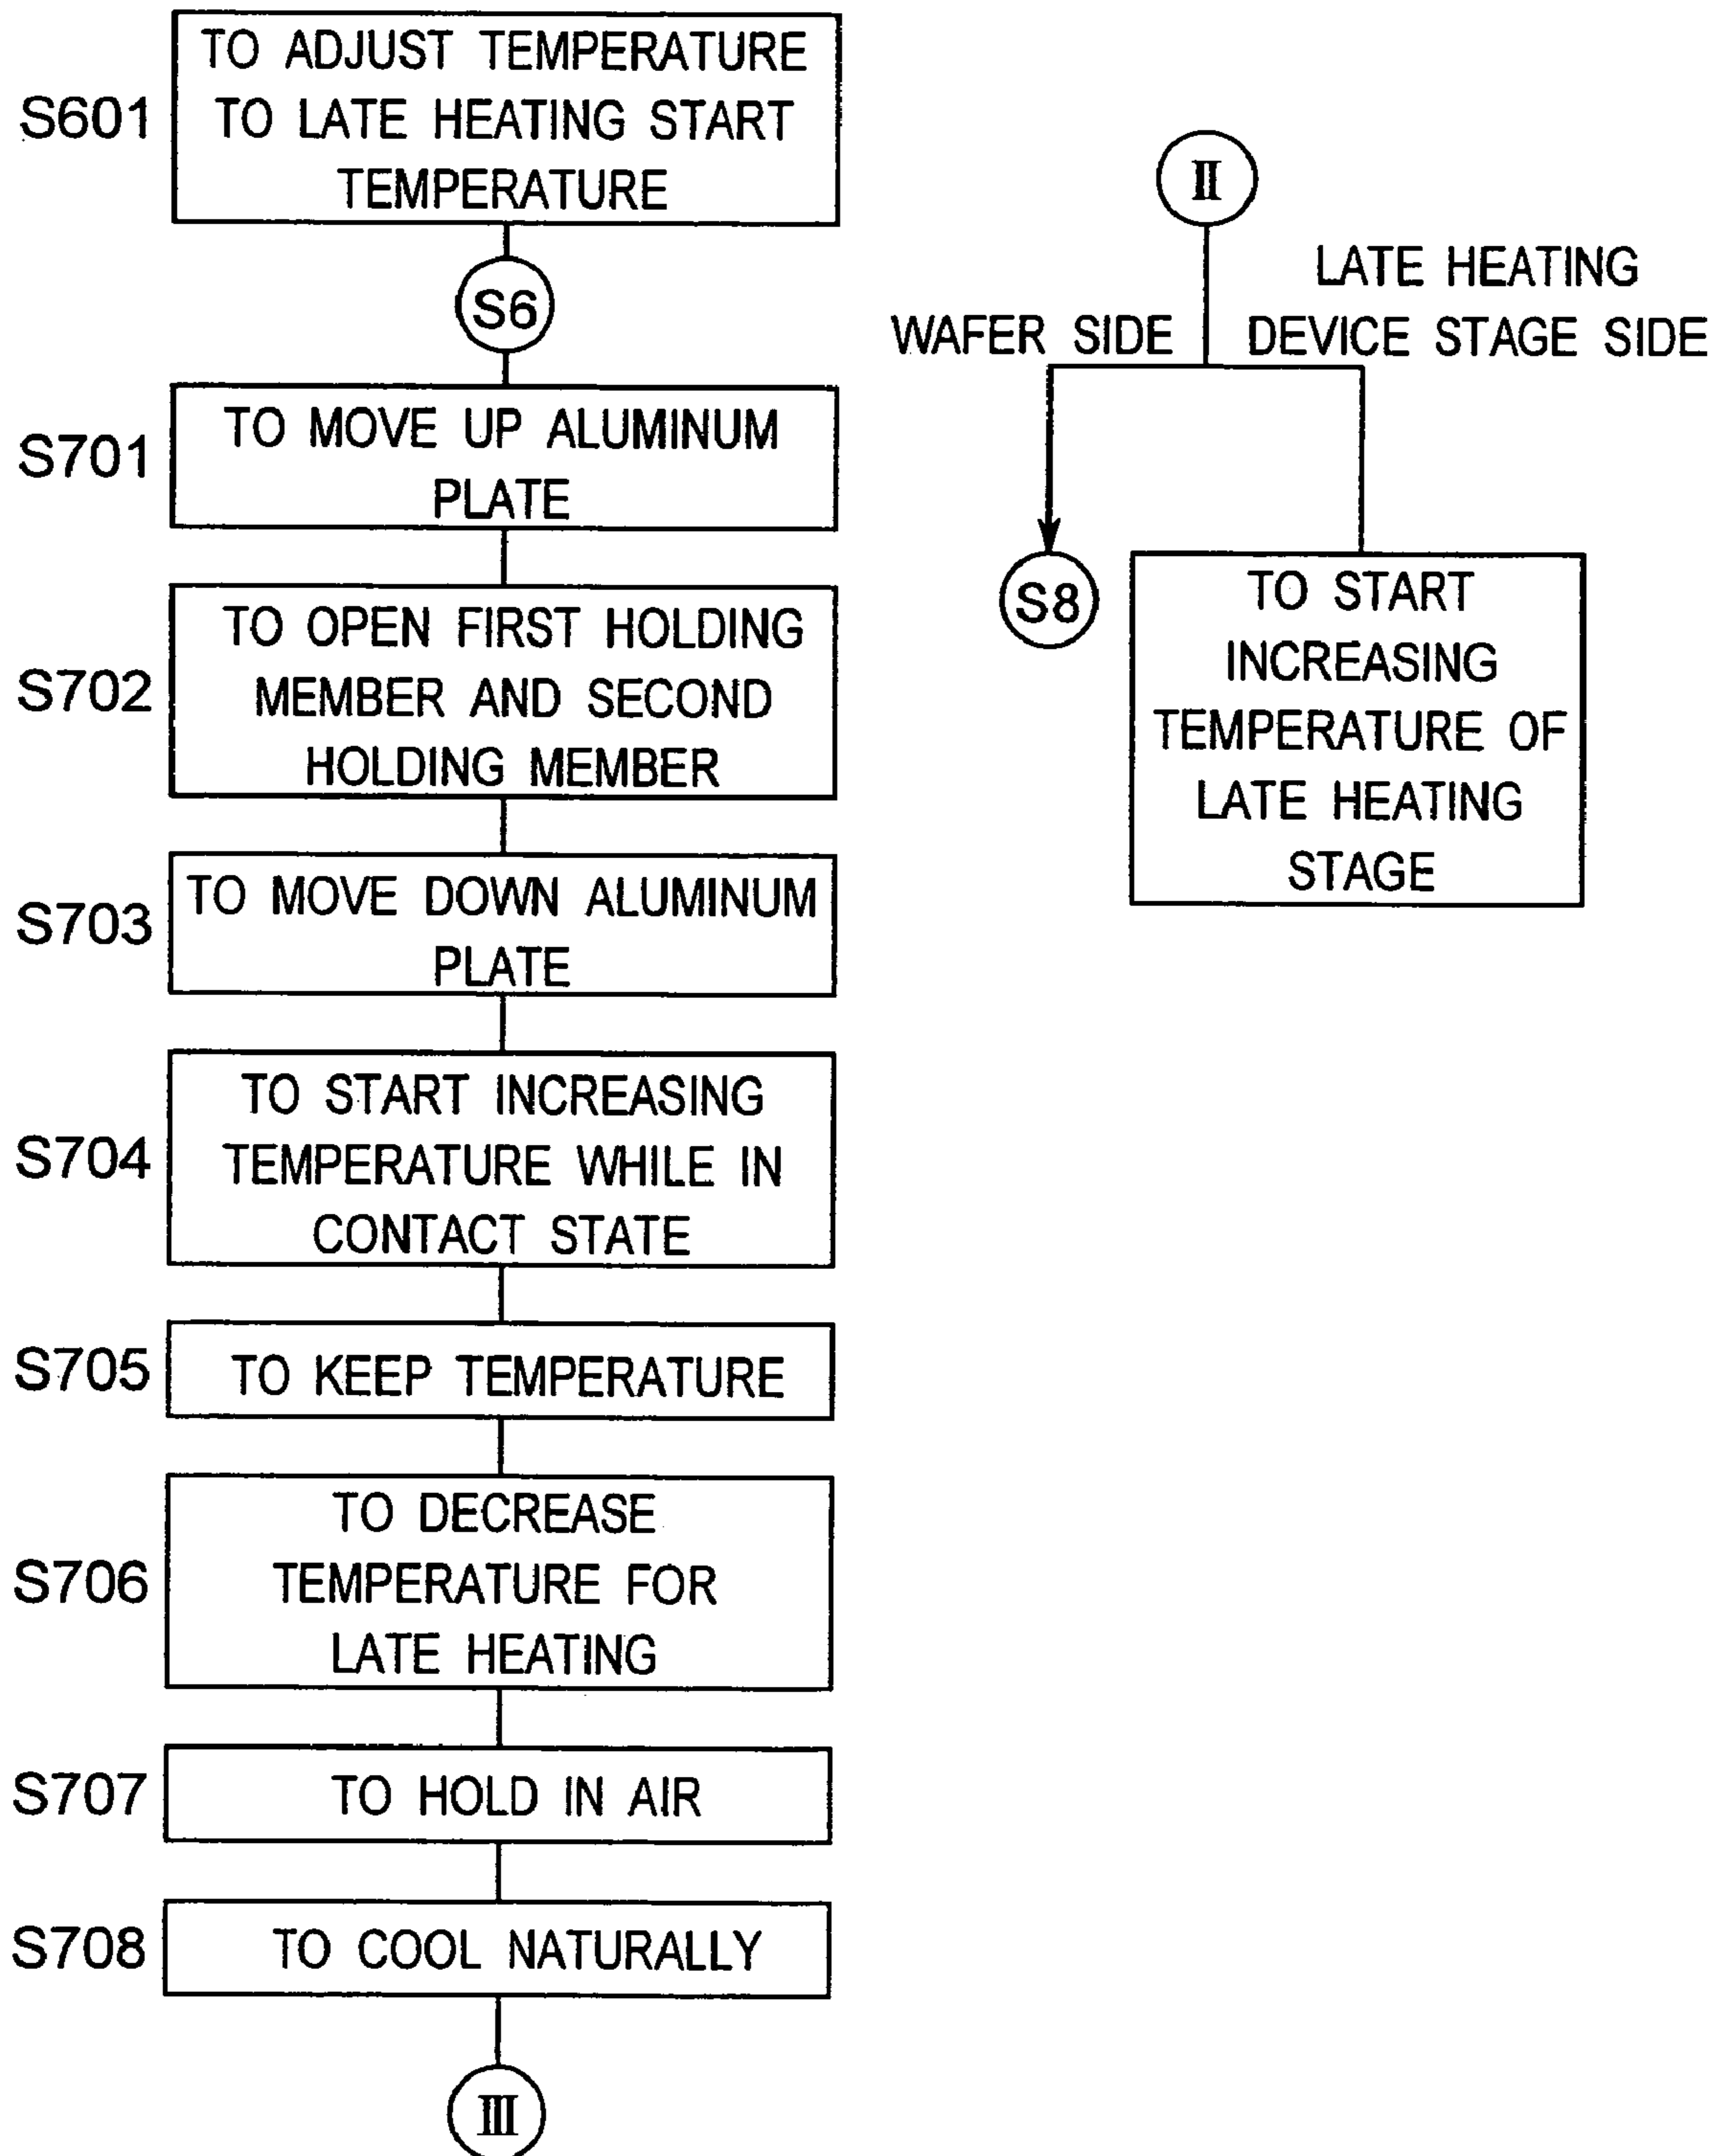 S601
TO ADJUST TEMPERATURE
TO LATE HEATING START
TEMPERATURE
S6
S701
TO MOVE UP ALUMINUM
PLATE
S702
TO OPEN FIRST HOLDING
MEMBER AND SECOND
HOLDING MEMBER
S703
TO MOVE DOWN ALUMINUM
PLATE
S704
TO START INCREASING
TEMPERATURE WHILE IN
CONTACT STATE
S705
TO KEEP TEMPERATURE
S706
TO DECREASE
TEMPERATURE FOR
LATE HEATING
S707
TO HOLD IN AIR
S708
TO COOL NATURALLY
III
II
WAFER SIDE
LATE HEATING
DEVICE STAGE SIDE
S8
TO START
INCREASING
TEMPERATURE OF
LATE HEATING
STAGE